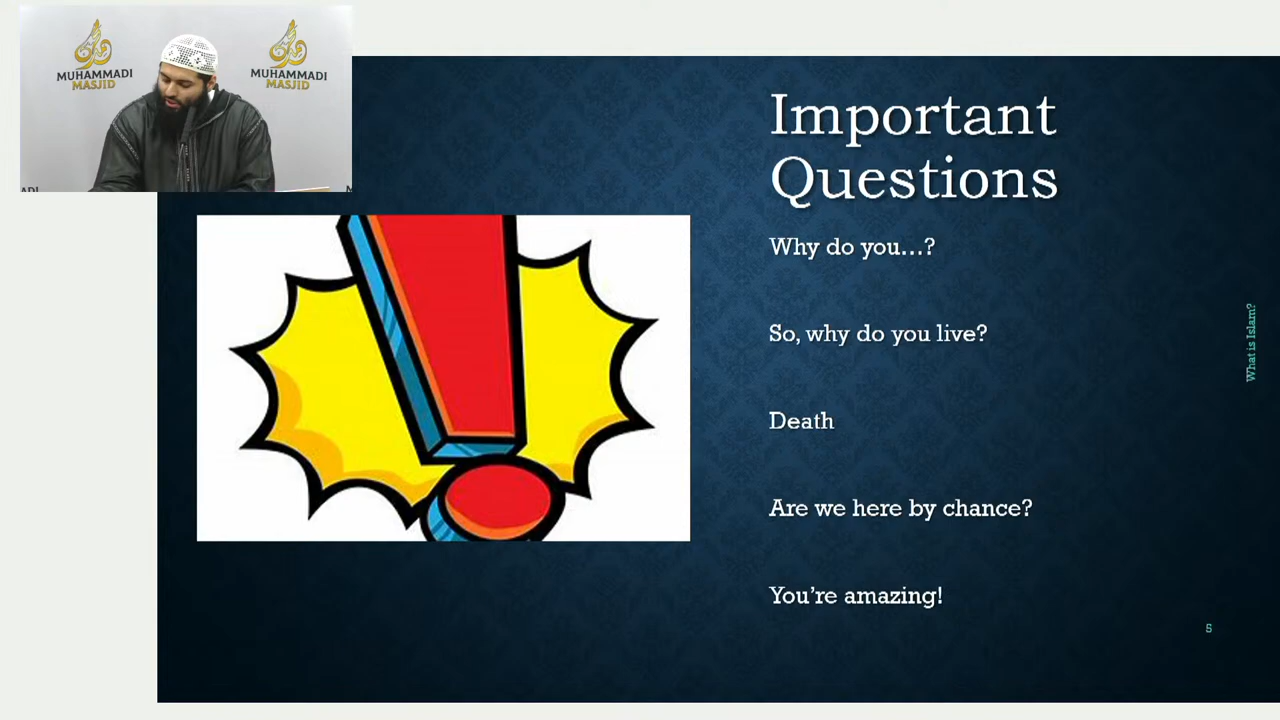 MUHAMMADI
MASJID
MUHAMMADI
MASJID
Important
Questions
Why do you...?
So, why do you live?
Death
Are we here by chance?
You're amazing!
What is Islam?
5